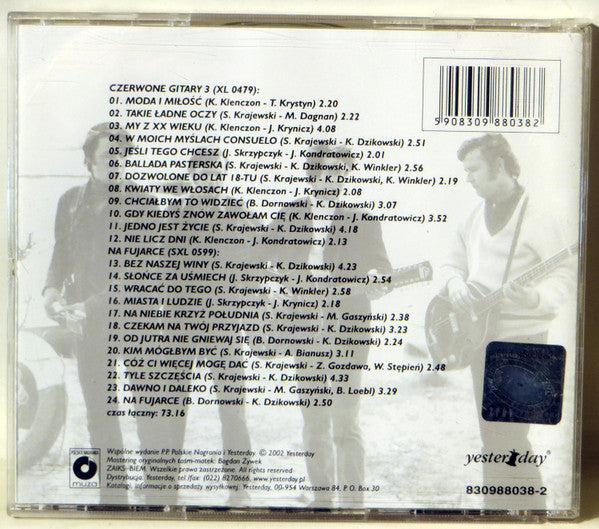 CZERWONE GITARY 3 (XL 0479):
01. MODA I MIŁOŚĆ (K. Klenczon - T. Krystyn) 2.20
02. TAKIE ŁADNE OCZY (S. Krajewski - M. Dagnan) 2.22
03. MY Z XX WIEKU (K. Klenczon - J. Krynicz) 4.08
04. W MOICH MYŚLACH CONSUELO (S. Krajewski - K. Dzikowski) 2.51
05. JEŚLI TEGO CHCESZ (J. Skrzypczyk - J. Kondratowicz) 2.01
06. BALLADA PASTERSKA (S. Krajewski - K. Dzikowski, K. Winkler) 2.56
07. DOZWOLONE DO LAT 18-TU (S. Krajewski - K. Dzikowski, K. Winkler) 2.19
08. KWIATY WE WŁOSACH (K. Klenczon - J. Krynicz) 2.08
09. CHCIAŁBYM TO WIDZIEĆ (B. Dornowski - K. Dzikowski) 3.07
10. GDY KIEDYŚ ZNÓW ZAWOŁAM CIĘ (K. Klenczon - J. Kondratowicz) 3.52
11. JEDNO JEST ŻYCIE (S. Krajewski - K. Dzikowski) 4.18
12. NIE LICZ DNI (K. Klenczon - J. Kondratowicz) 2.13
NA FUJARCE (SXL 0599):
13. BEZ NASZEJ WINY (S. Krajewski - K. Dzikowski) 4.23
14. SŁOŃCE ZA UŚMIECH (J. Skrzypczyk - J. Kondratowicz) 2.54
15. WRACAĆ DO TEGO (S. Krajewski - K. Winkler) 2.58
16. MIASTA I LUDZIE (J. Skrzypczyk - J. Krynicz) 2.18
17. NA NIEBIE KRZYŻ POŁUDNIA (S. Krajewski - M. Gaszyński) 2.38
18. CZEKAM NA TWÓJ PRZYJAZD (S. Krajewski - K. Dzikowski) 3.23
19. OD JUTRA NIE GNIEWAJ SIĘ (B. Dornowski - K. Dzikowski) 2.24
20. KIM MÓGŁBYM BYĆ (S. Krajewski - A. Bianusz) 3.11
21. CÓŻ CI WIĘCEJ MOGĘ DAĆ (S. Krajewski - Z. Gozdawa, W. Stępień) 2.48
22. TYLE SZCZĘŚCIA (S. Krajewski - K. Dzikowski) 4.33
23. DAWNO I DALEKO (S. Krajewski - M. Gaszyński, B. Loebl) 3.29
24. NA FUJARCE (B. Dornowski - K. Dzikowski) 2.50
czas łączny: 73.16
5 908309 880382
POLSKIE NAGRANIA
muza
Wspólne wydanie P.P. Polskie Nagrania i Yesterday. © 2002 Yesterday
Mastering oryginalnych taśm-matek: Bogdan Żywek
ZAIKS-BIEM. Wszelkie prawa zastrzeżone. All rights reserved
Dystrybucja: Yesterday, tel./fax: (022) 8270666, www.yesterday.pl
Katalogi, informacje o sprzedaży wysyłkowej: Yesterday, 00-954 Warszawa 84, P.O. Box 30
yesterday
830988038-2